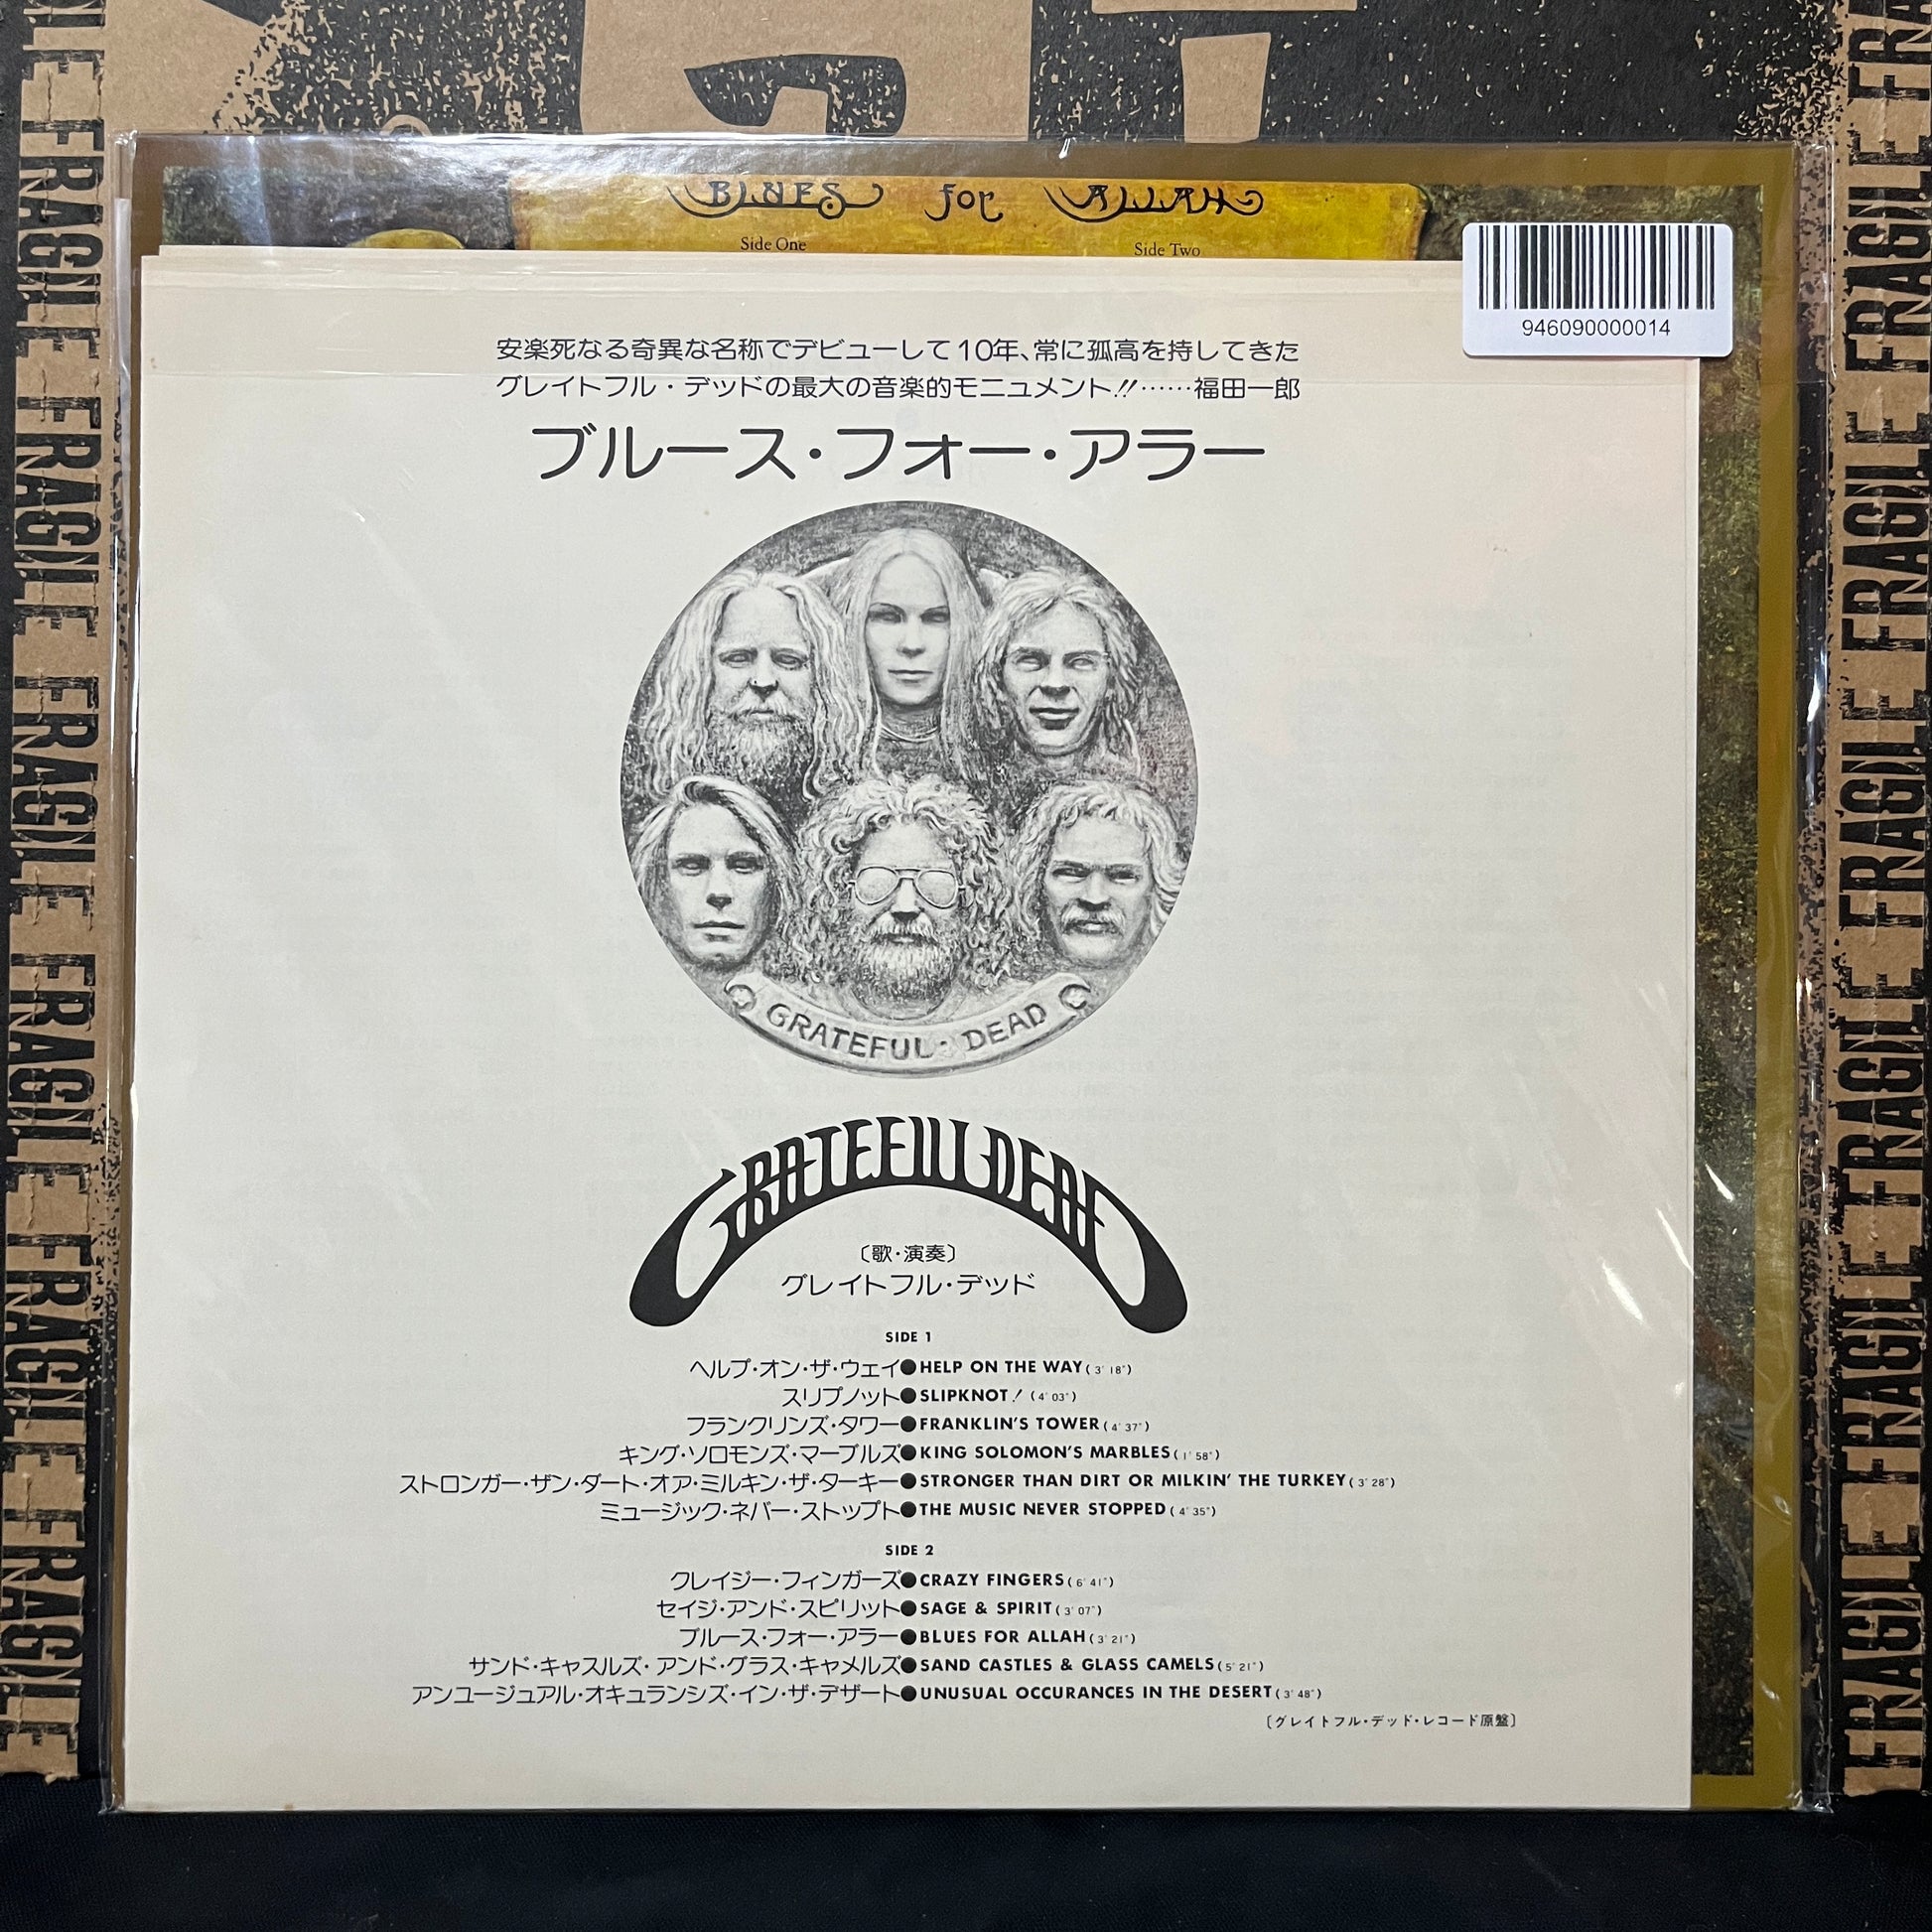 BLUES for ALLAH
Side One
Side Two
946090000014
安楽死なる奇異な名称でデビューして10年、常に孤高を持してきた
グレイトフル・デッドの最大の音楽的モニュメント!!……福田一郎
ブルース・フォー・アラー
GRATEFUL · DEAD
GRATEFUL DEAD
〔歌・演奏〕
グレイトフル・デッド
SIDE 1
ヘルプ・オン・ザ・ウェイ●HELP ON THE WAY(3'18")
スリプノット●SLIPKNOT!(4'03")
フランクリンズ・タワー●FRANKLIN'S TOWER(4'37")
キング・ソロモンズ・マーブルズ●KING SOLOMON'S MARBLES(1'58")
ストロンガー・ザン・ダート・オア・ミルキン・ザ・ターキー●STRONGER THAN DIRT OR MILKIN' THE TURKEY(3'28")
ミュージック・ネバー・ストップト●THE MUSIC NEVER STOPPED(4'35")
SIDE 2
クレイジー・フィンガーズ●CRAZY FINGERS(6'41")
セイジ・アンド・スピリット●SAGE & SPIRIT(3'07")
ブルース・フォー・アラー●BLUES FOR ALLAH(3'21")
サンド・キャスルズ・アンド・グラス・キャメルズ●SAND CASTLES & GLASS CAMELS(5'21")
アンユージュアル・オキュランシズ・イン・ザ・デザート●UNUSUAL OCCURANCES IN THE DESERT(3'48")
〔グレイトフル・デッド・レコード原盤〕
FRAGILE FRAGILE FRAGILE FRAGILE FRAGILE FRAGILE FRAGILE
FRAGILE FRAGILE FRAGILE FRAGILE FRAGILE FRAGILE FRAGILE